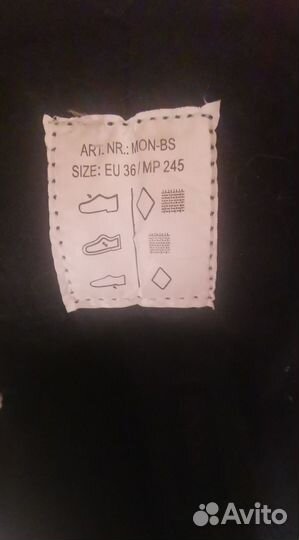 ART. NR.: MON-BS
SIZE: EU 36 / MP 245
Avito